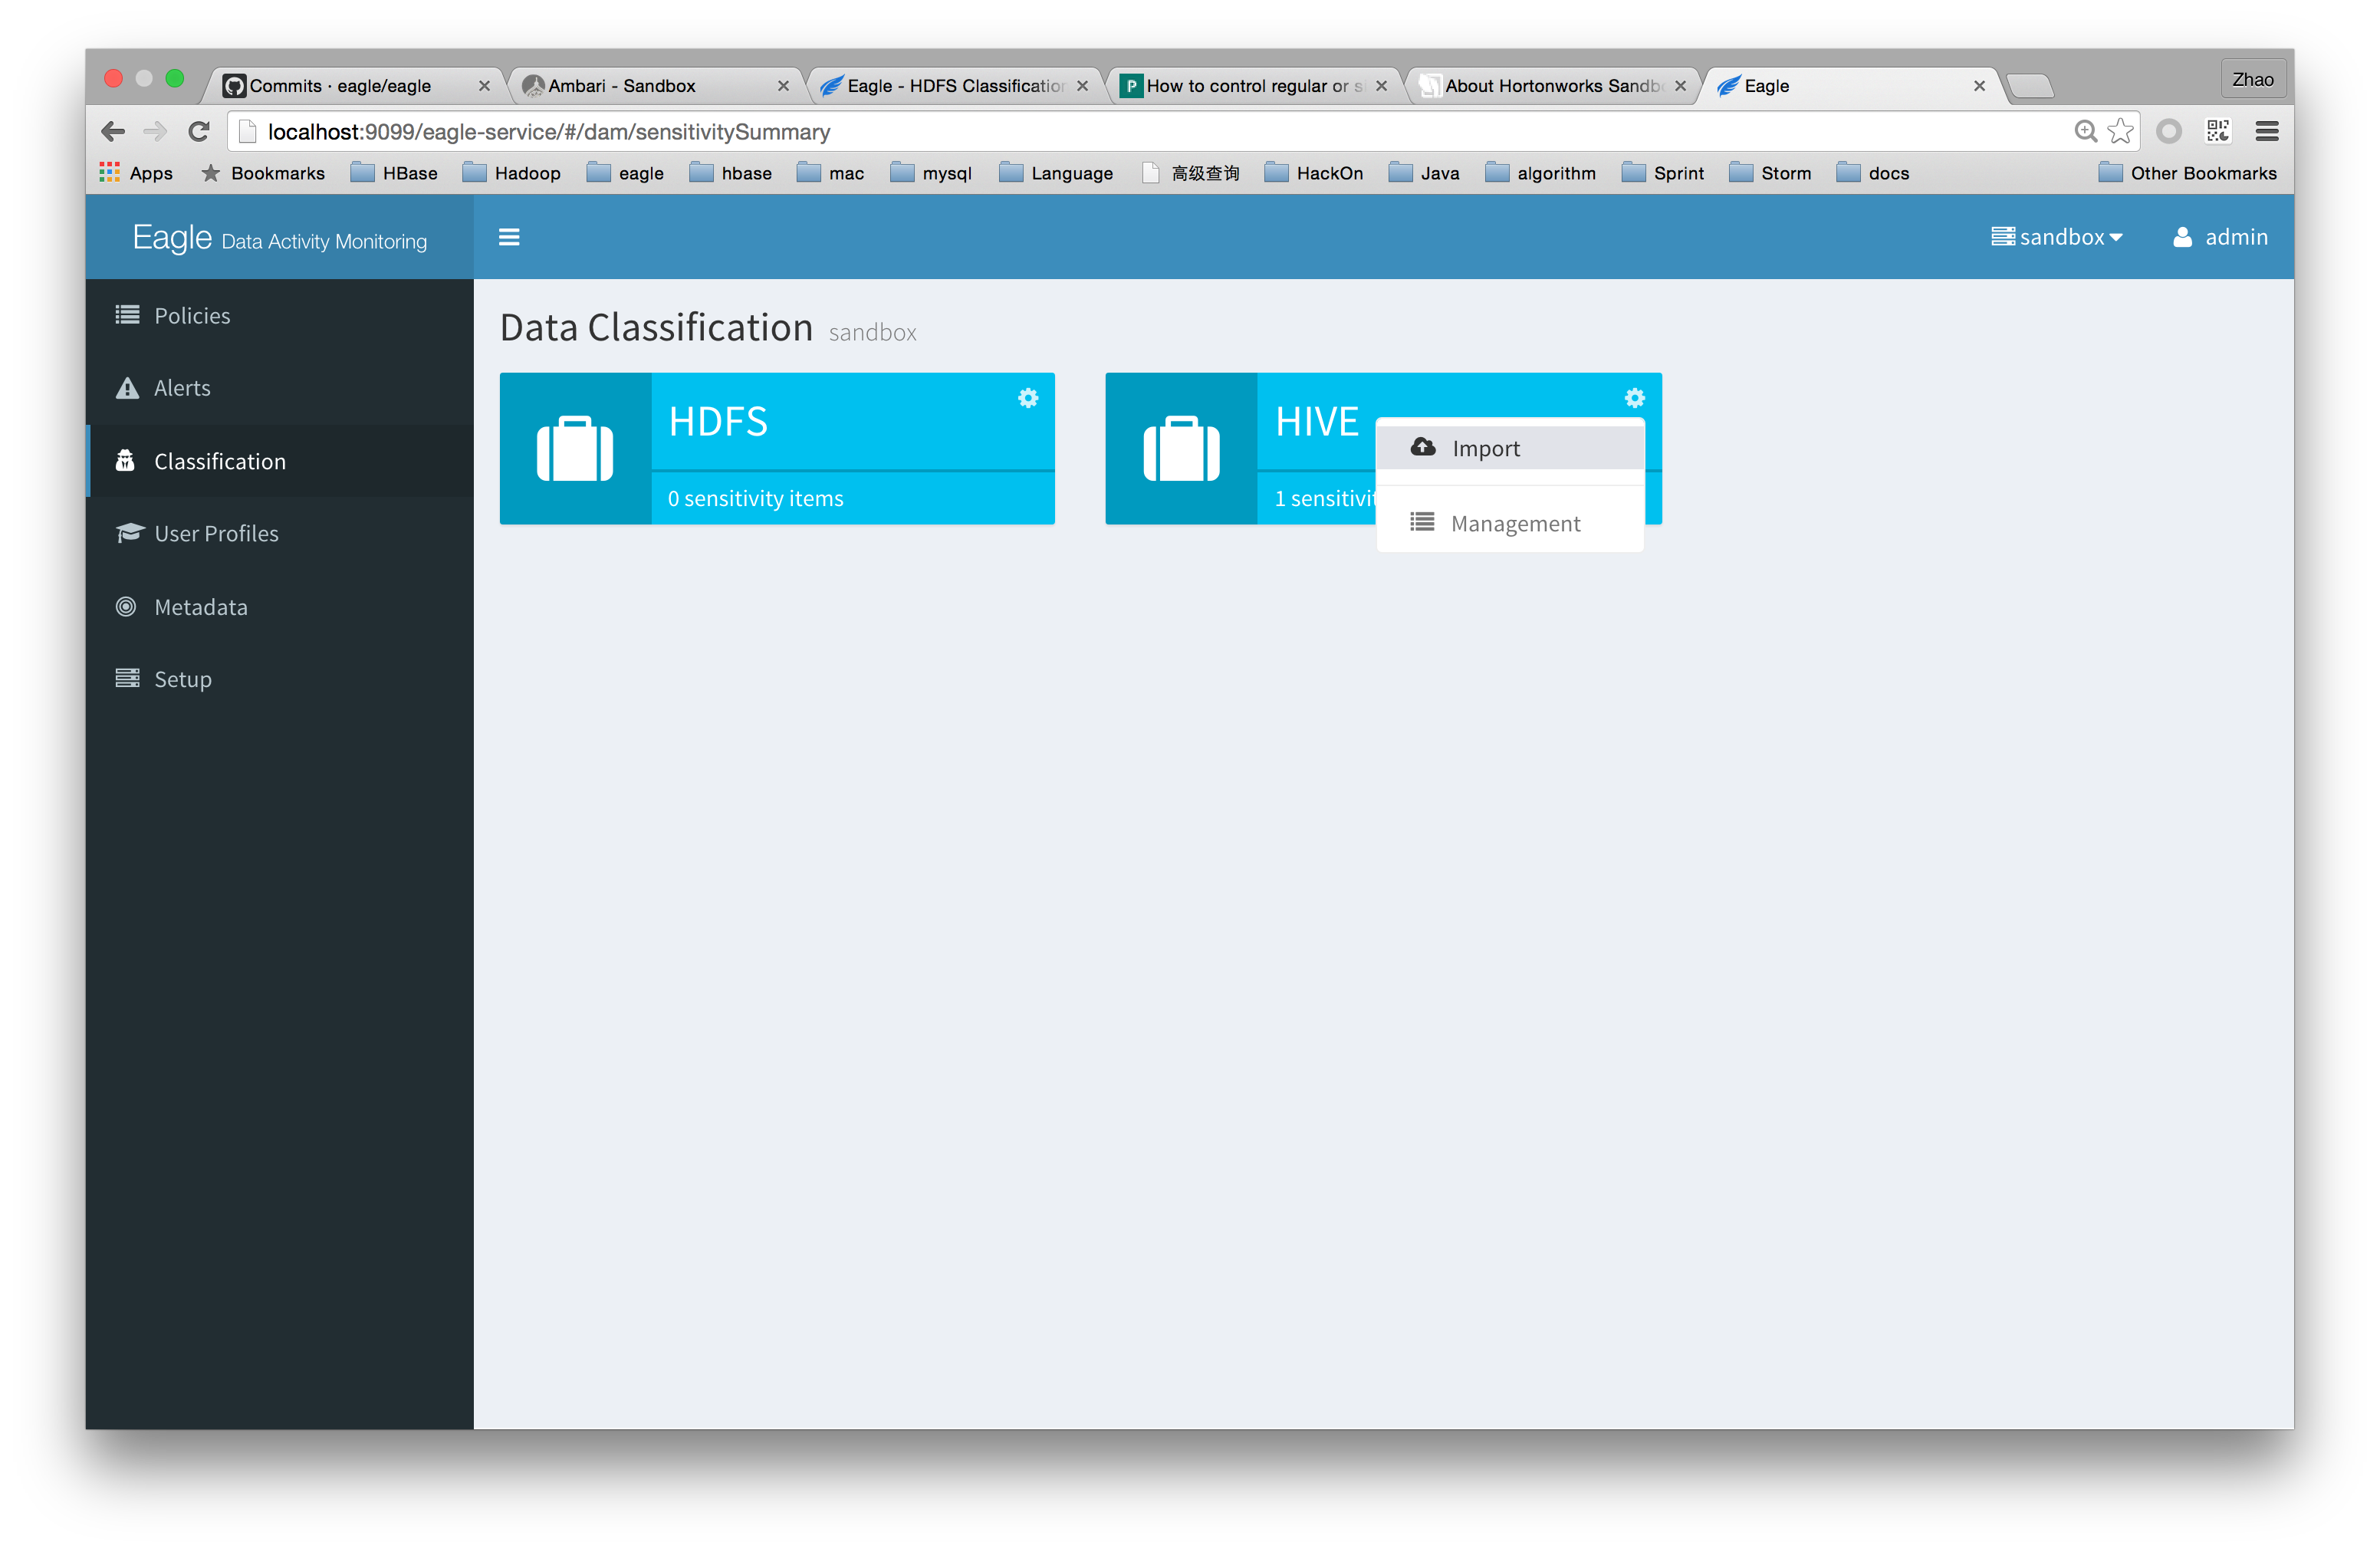 Commits · eagle/eagle
Ambari - Sandbox
Eagle - HDFS Classification
How to control regular or s
About Hortonworks Sandb
Eagle
Zhao
localhost:9099/eagle-service/#/dam/sensitivitySummary
Apps
Bookmarks
HBase
Hadoop
eagle
hbase
mac
mysql
Language
高级查询
HackOn
Java
algorithm
Sprint
Storm
docs
Other Bookmarks
Eagle Data Activity Monitoring
sandbox
admin
Policies
Alerts
Classification
User Profiles
Metadata
Setup
Data Classification sandbox
HDFS
0 sensitivity items
HIVE
1 sensitivit
Import
Management